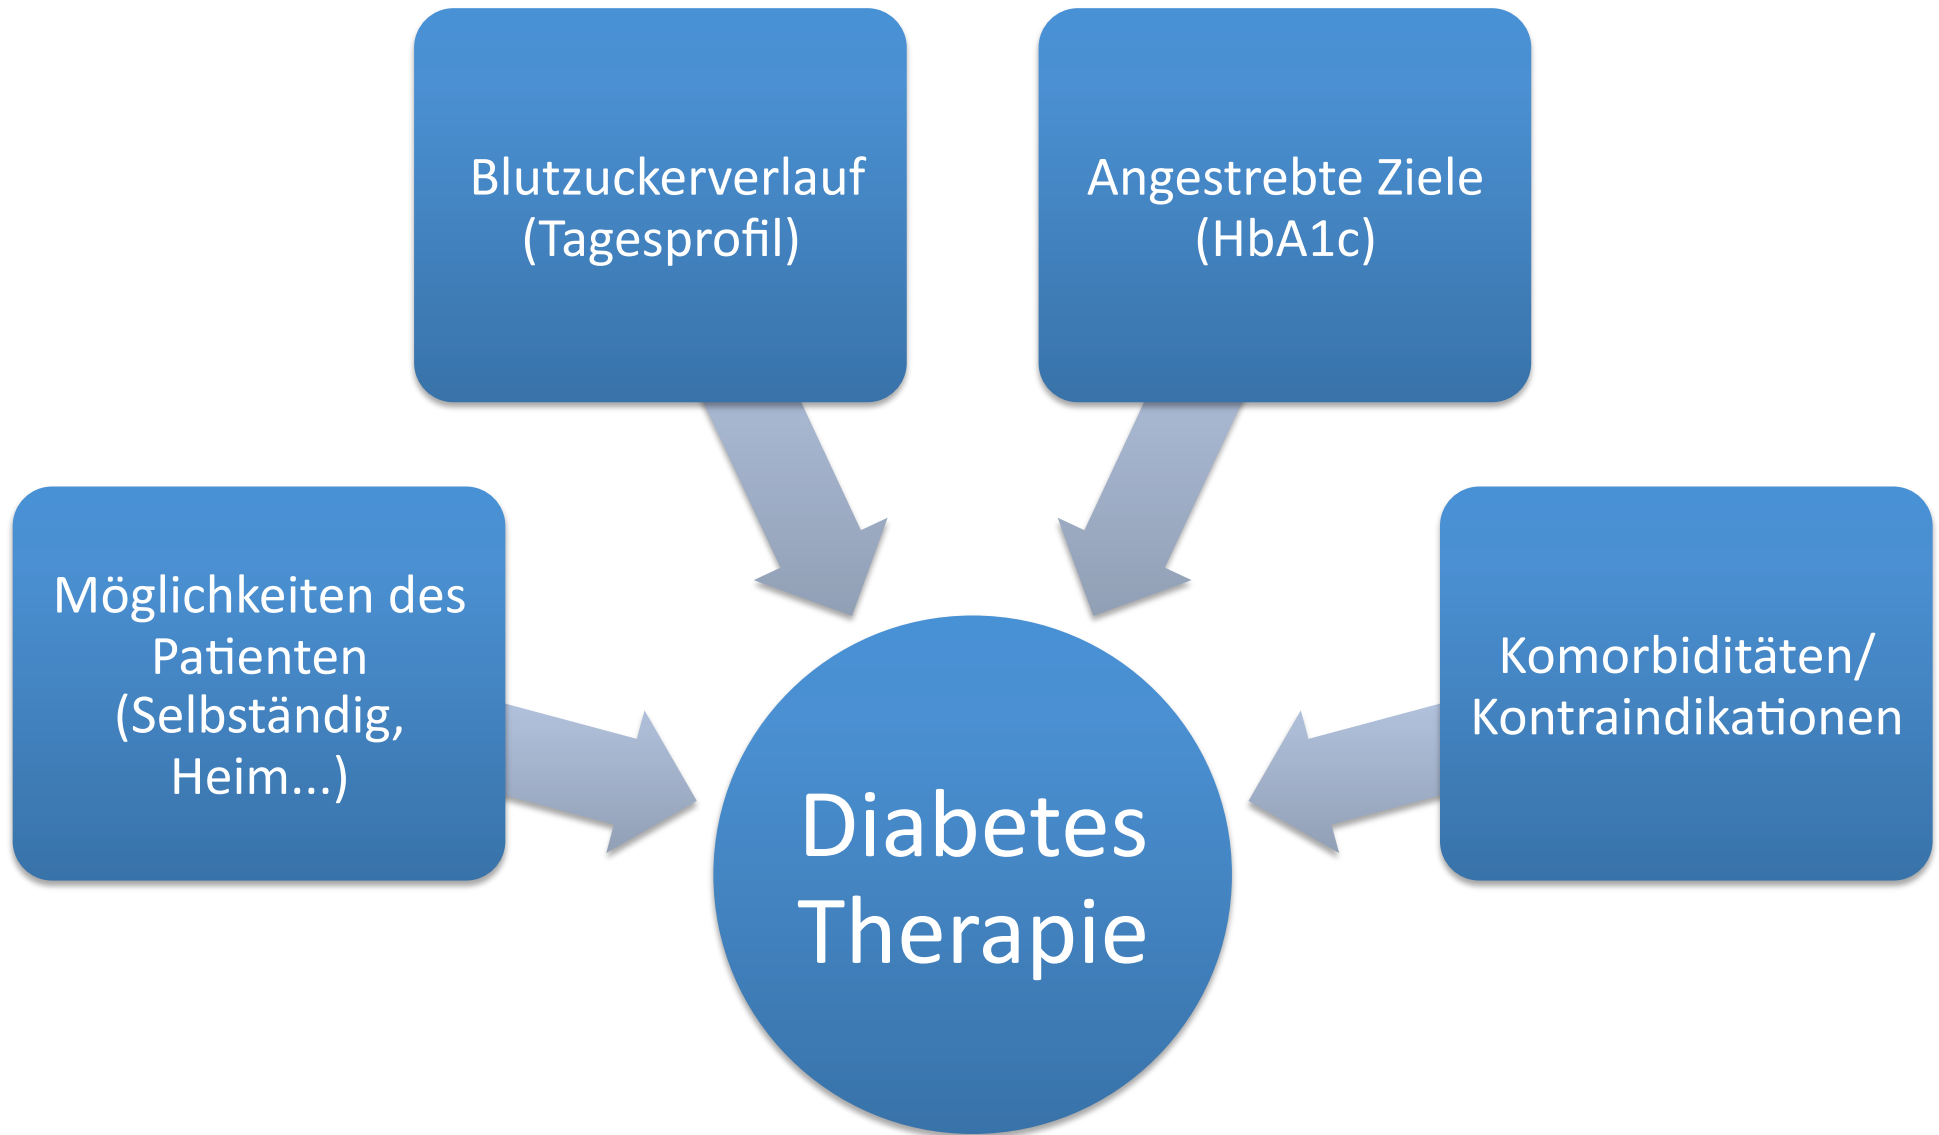 Blutzuckerverlauf
(Tagesprofil)
Angestrebte Ziele
(HbA1c)
Möglichkeiten des
Patienten
(Selbständig,
Heim...)
Komorbiditäten/
Kontraindikationen
Diabetes
Therapie